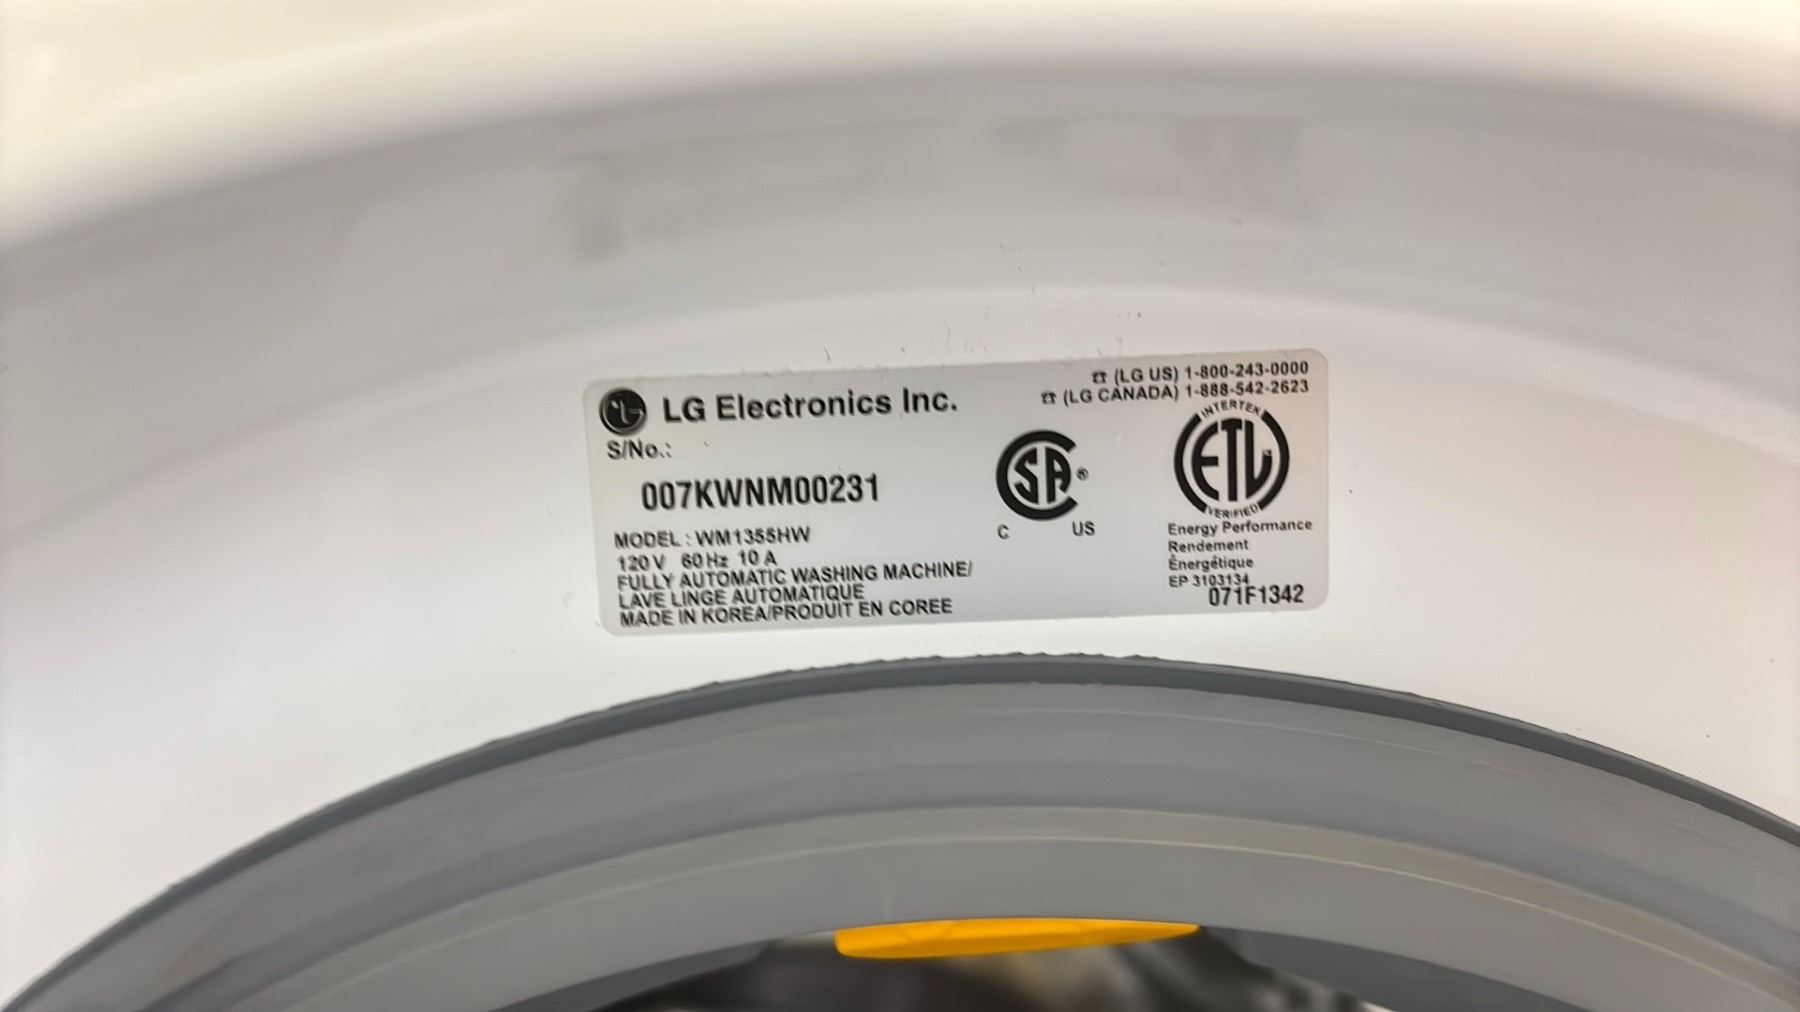 LG Electronics Inc.
☎ (LG US) 1-800-243-0000
☎ (LG CANADA) 1-888-542-2623
S/No.:
007KWNM00231
MODEL : WM1355HW
120 V 60 Hz 10 A
FULLY AUTOMATIC WASHING MACHINE/
LAVE LINGE AUTOMATIQUE
MADE IN KOREA/PRODUIT EN COREE
SA ®
C US
INTERTEK
ETL
VERIFIED
Energy Performance
Rendement
Énergétique
EP 3103134
071F1342